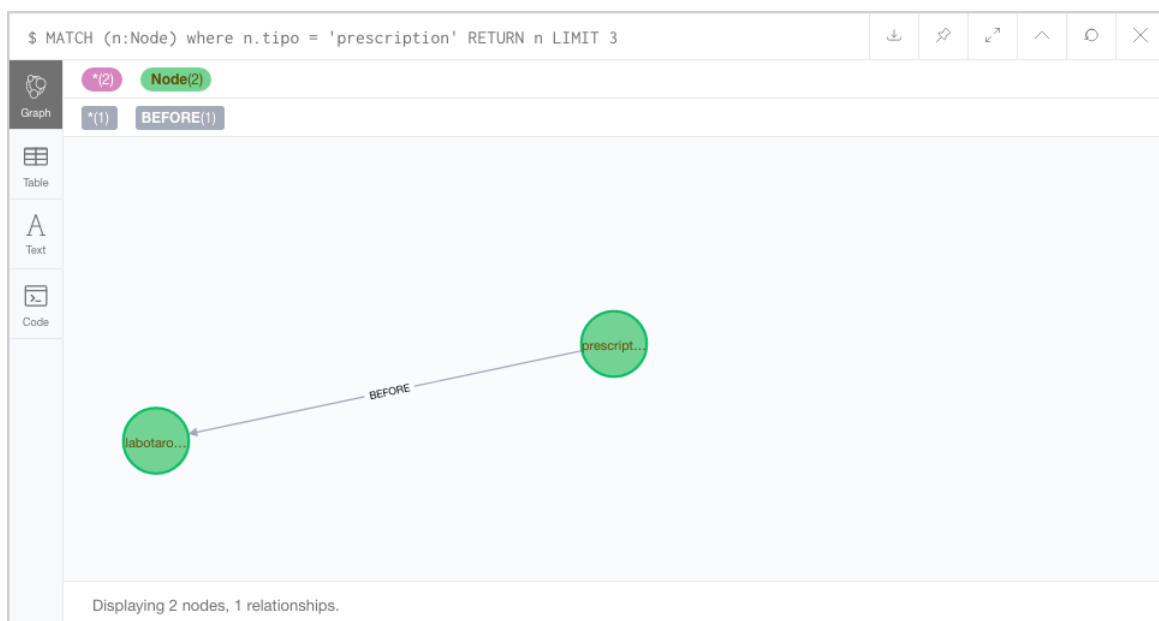 $ MATCH (n:Node) where n.tipo = 'prescription' RETURN n LIMIT 3
Graph
*(2) Node(2)
*(1) BEFORE(1)
Table
A
Text
Code
prescript...
BEFORE
labotaro...
Displaying 2 nodes, 1 relationships.